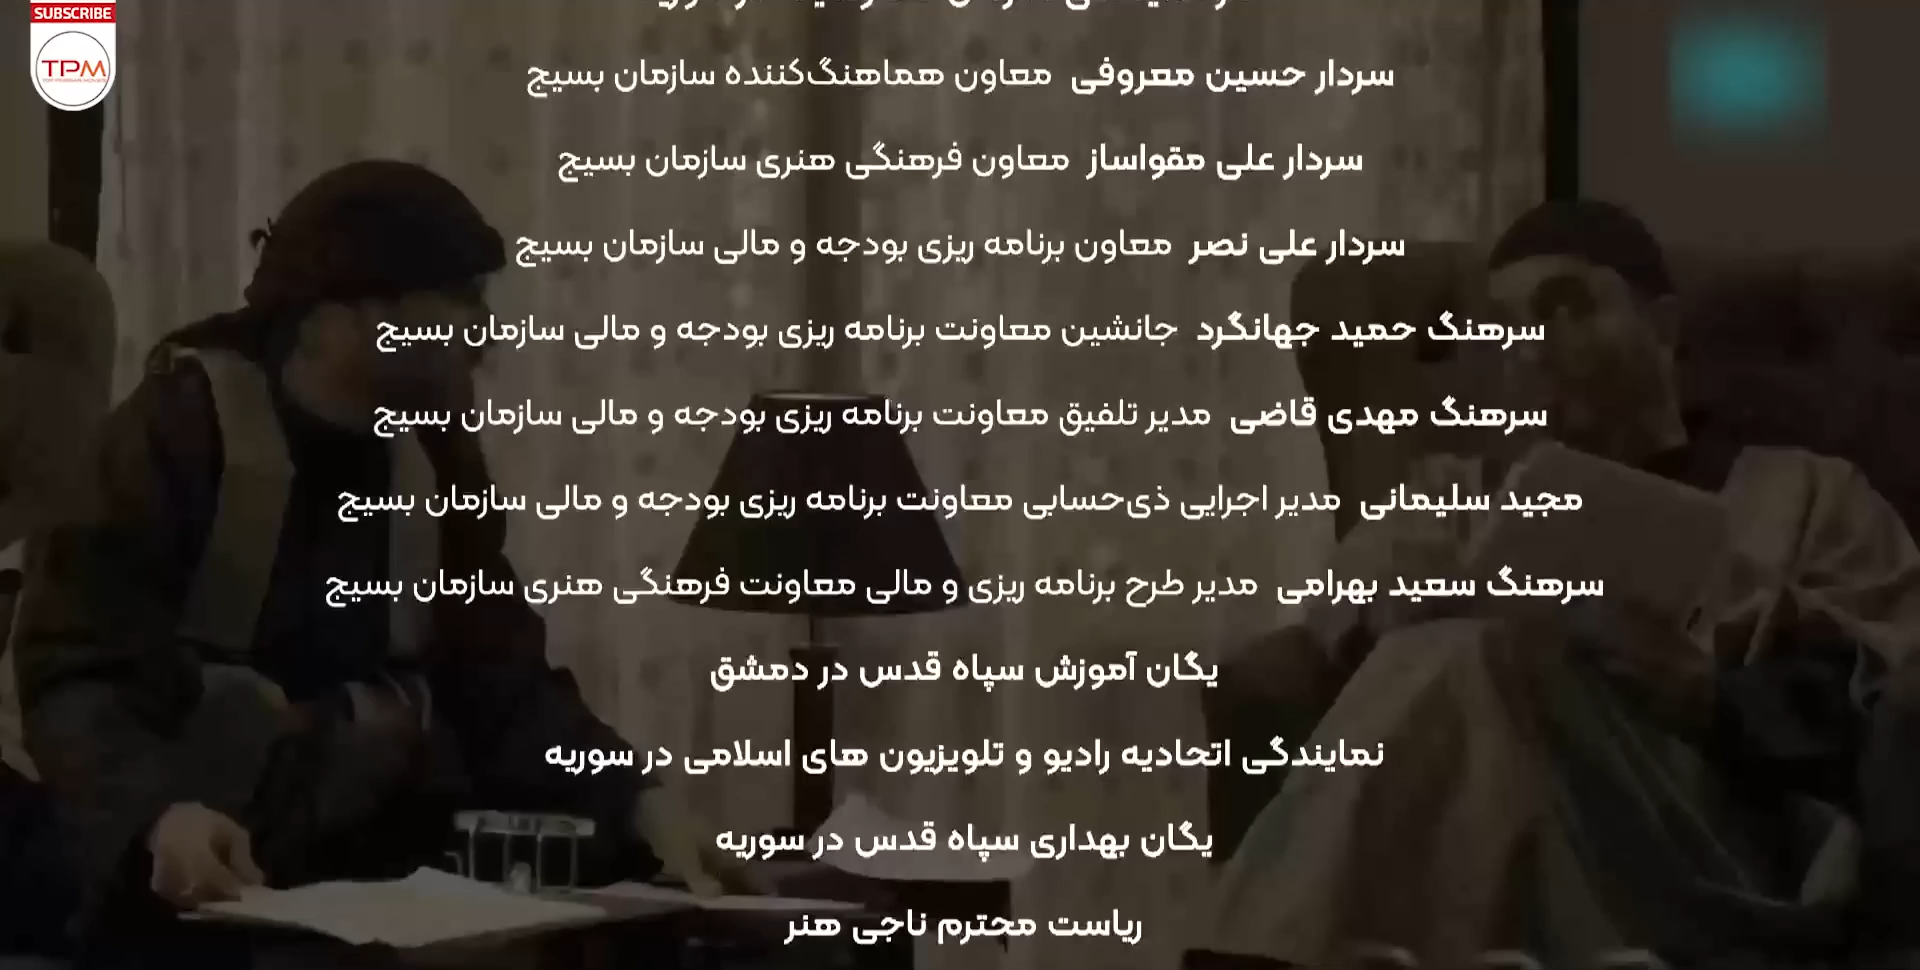 SUBSCRIBE
TPM
سردار حسین معروفی معاون هماهنگ‌کننده سازمان بسیج
سردار علی مقواساز معاون فرهنگی هنری سازمان بسیج
سردار علی نصر معاون برنامه ریزی بودجه و مالی سازمان بسیج
سرهنگ حمید جهانگرد جانشین معاونت برنامه ریزی بودجه و مالی سازمان بسیج
سرهنگ مهدی قاضی مدیر تلفیق معاونت برنامه ریزی بودجه و مالی سازمان بسیج
مجید سلیمانی مدیر اجرایی ذی‌حسابی معاونت برنامه ریزی بودجه و مالی سازمان بسیج
سرهنگ سعید بهرامی مدیر طرح برنامه ریزی و مالی معاونت فرهنگی هنری سازمان بسیج
یگان آموزش سپاه قدس در دمشق
نمایندگی اتحادیه رادیو و تلویزیون های اسلامی در سوریه
یگان بهداری سپاه قدس در سوریه
ریاست محترم ناجی هنر